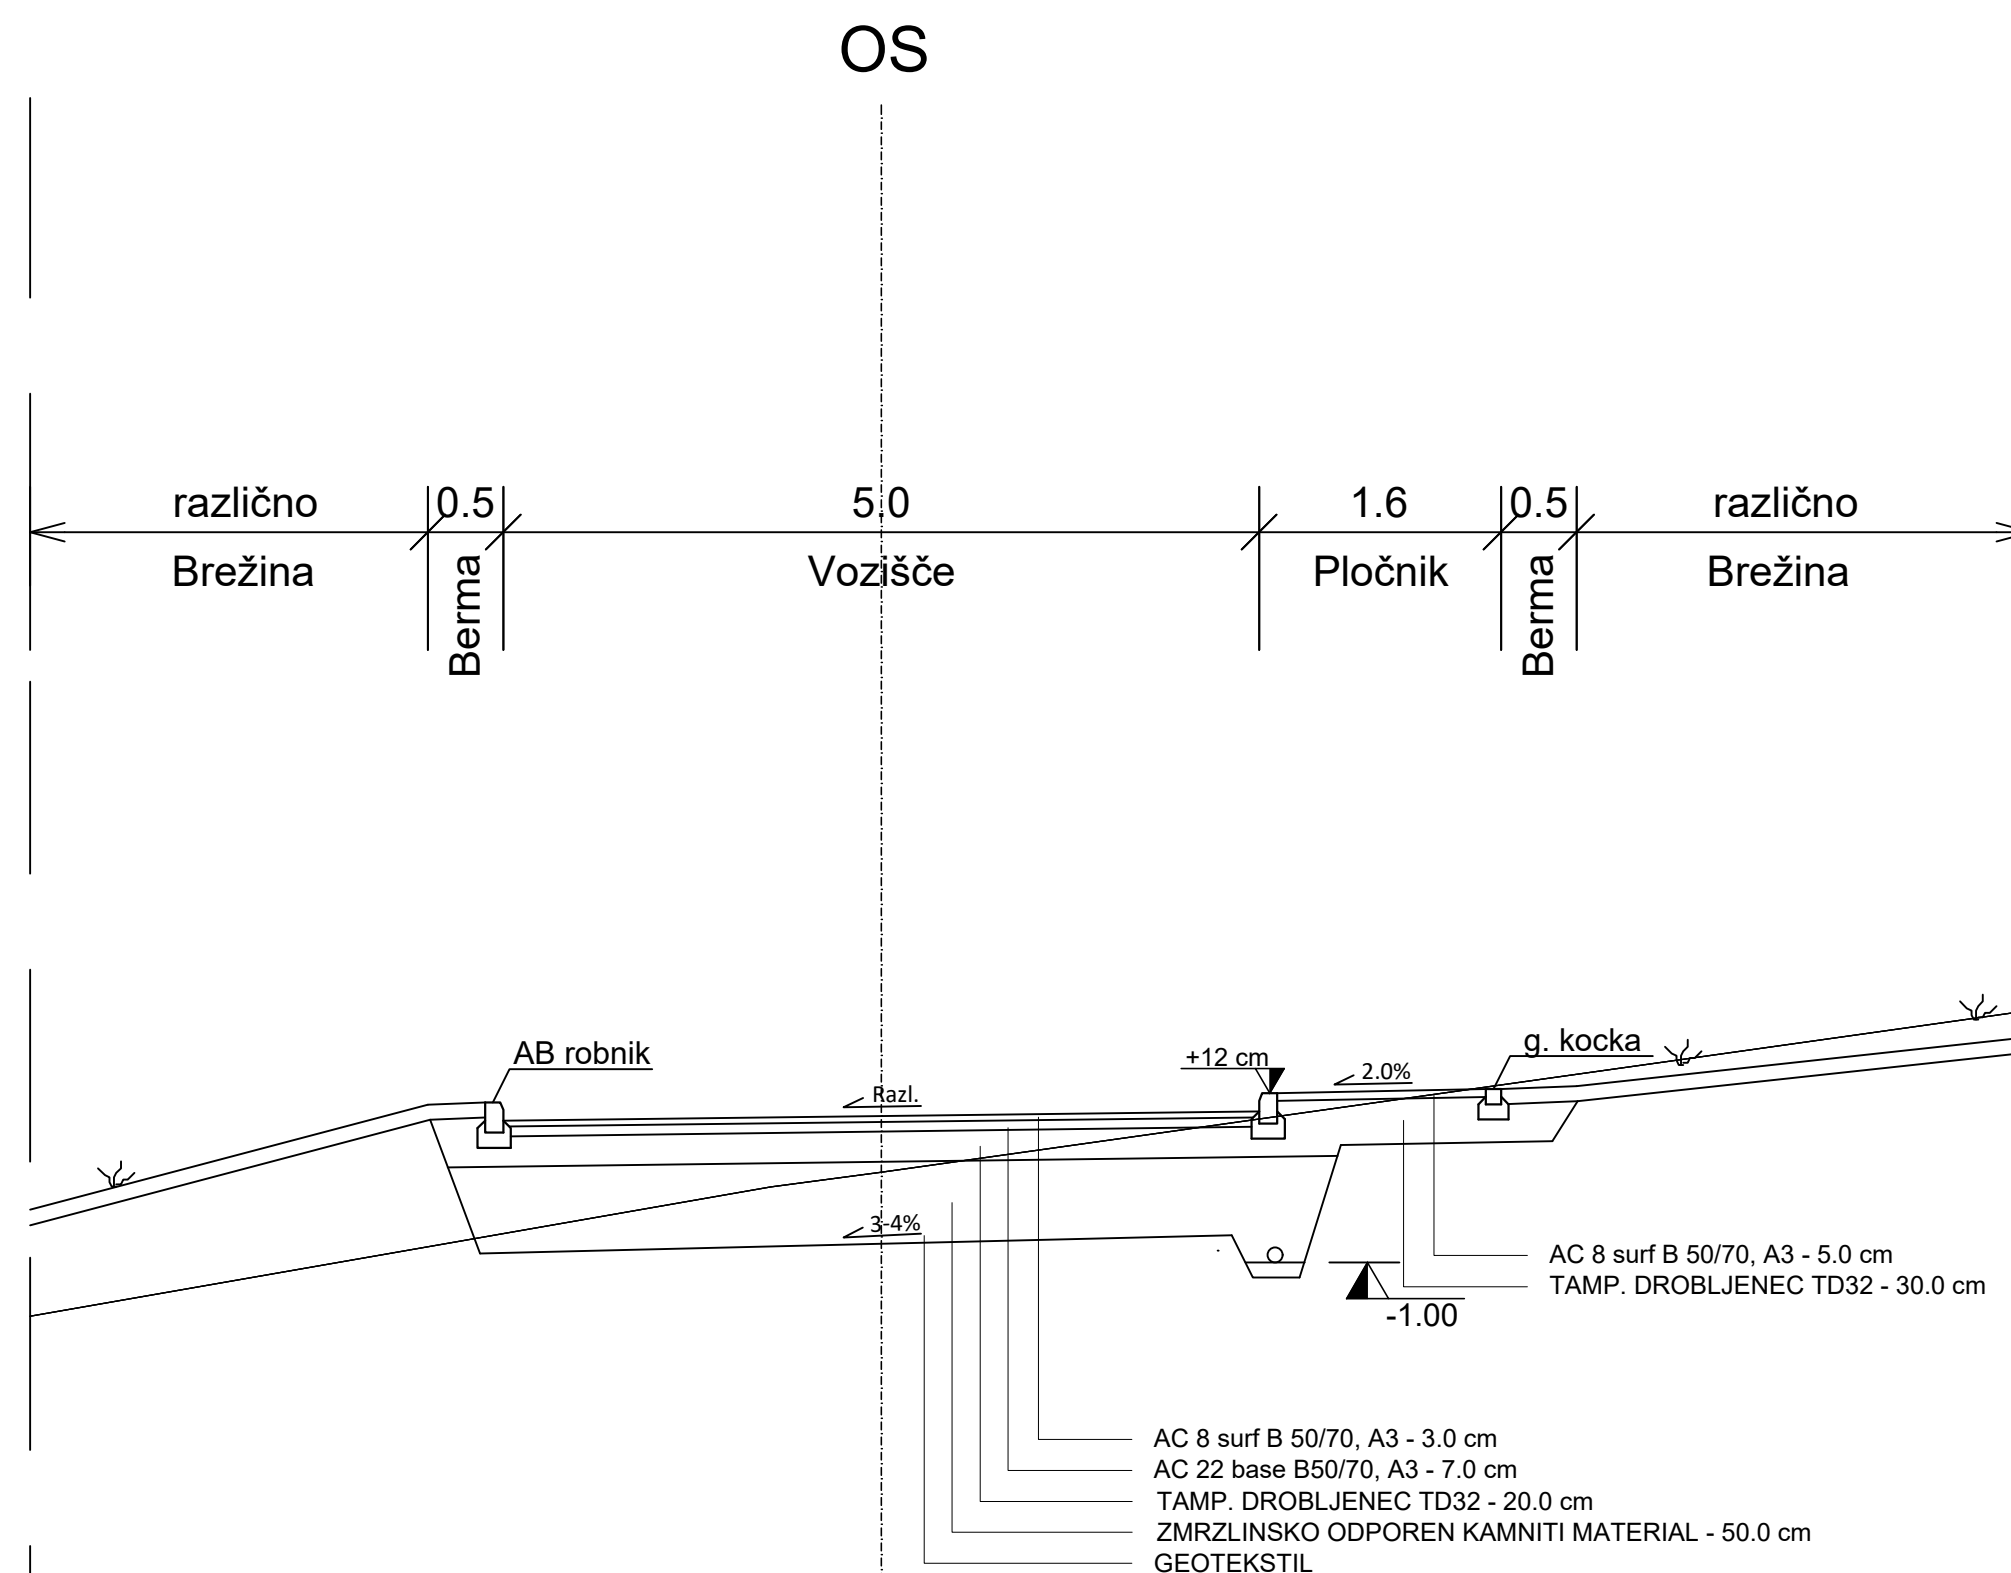 OS
različno 0.5 5.0 1.6 0.5 različno
Brežina Berma Vozišče Pločnik Berma Brežina
AB robnik
Razl.
+12 cm
2.0%
g. kocka
3-4%
-1.00
AC 8 surf B 50/70, A3 - 5.0 cm
TAMP. DROBLJENEC TD32 - 30.0 cm
AC 8 surf B 50/70, A3 - 3.0 cm
AC 22 base B50/70, A3 - 7.0 cm
TAMP. DROBLJENEC TD32 - 20.0 cm
ZMRZLINSKO ODPOREN KAMNITI MATERIAL - 50.0 cm
GEOTEKSTIL